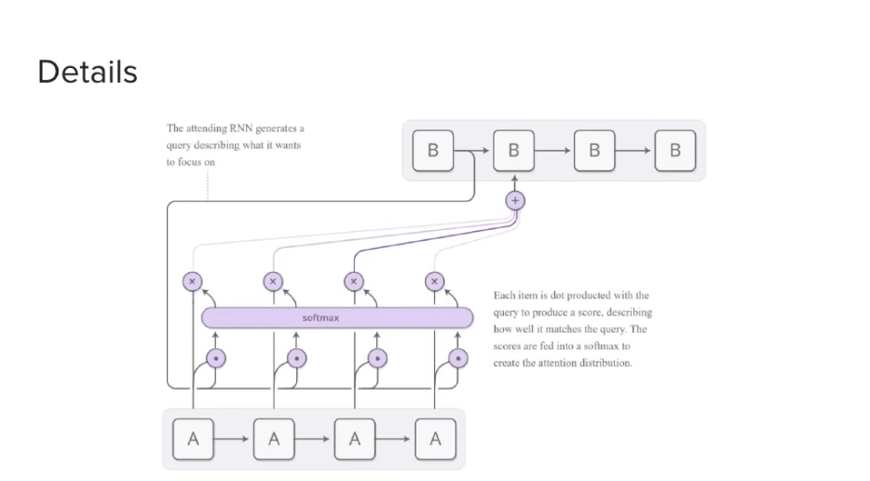 Details
The attending RNN generates a
query describing what it wants
to focus on
B B B B
+
× × × ×
softmax
Each item is dot producted with the
query to produce a score, describing
how well it matches the query. The
scores are fed into a softmax to
create the attention distribution.
A A A A